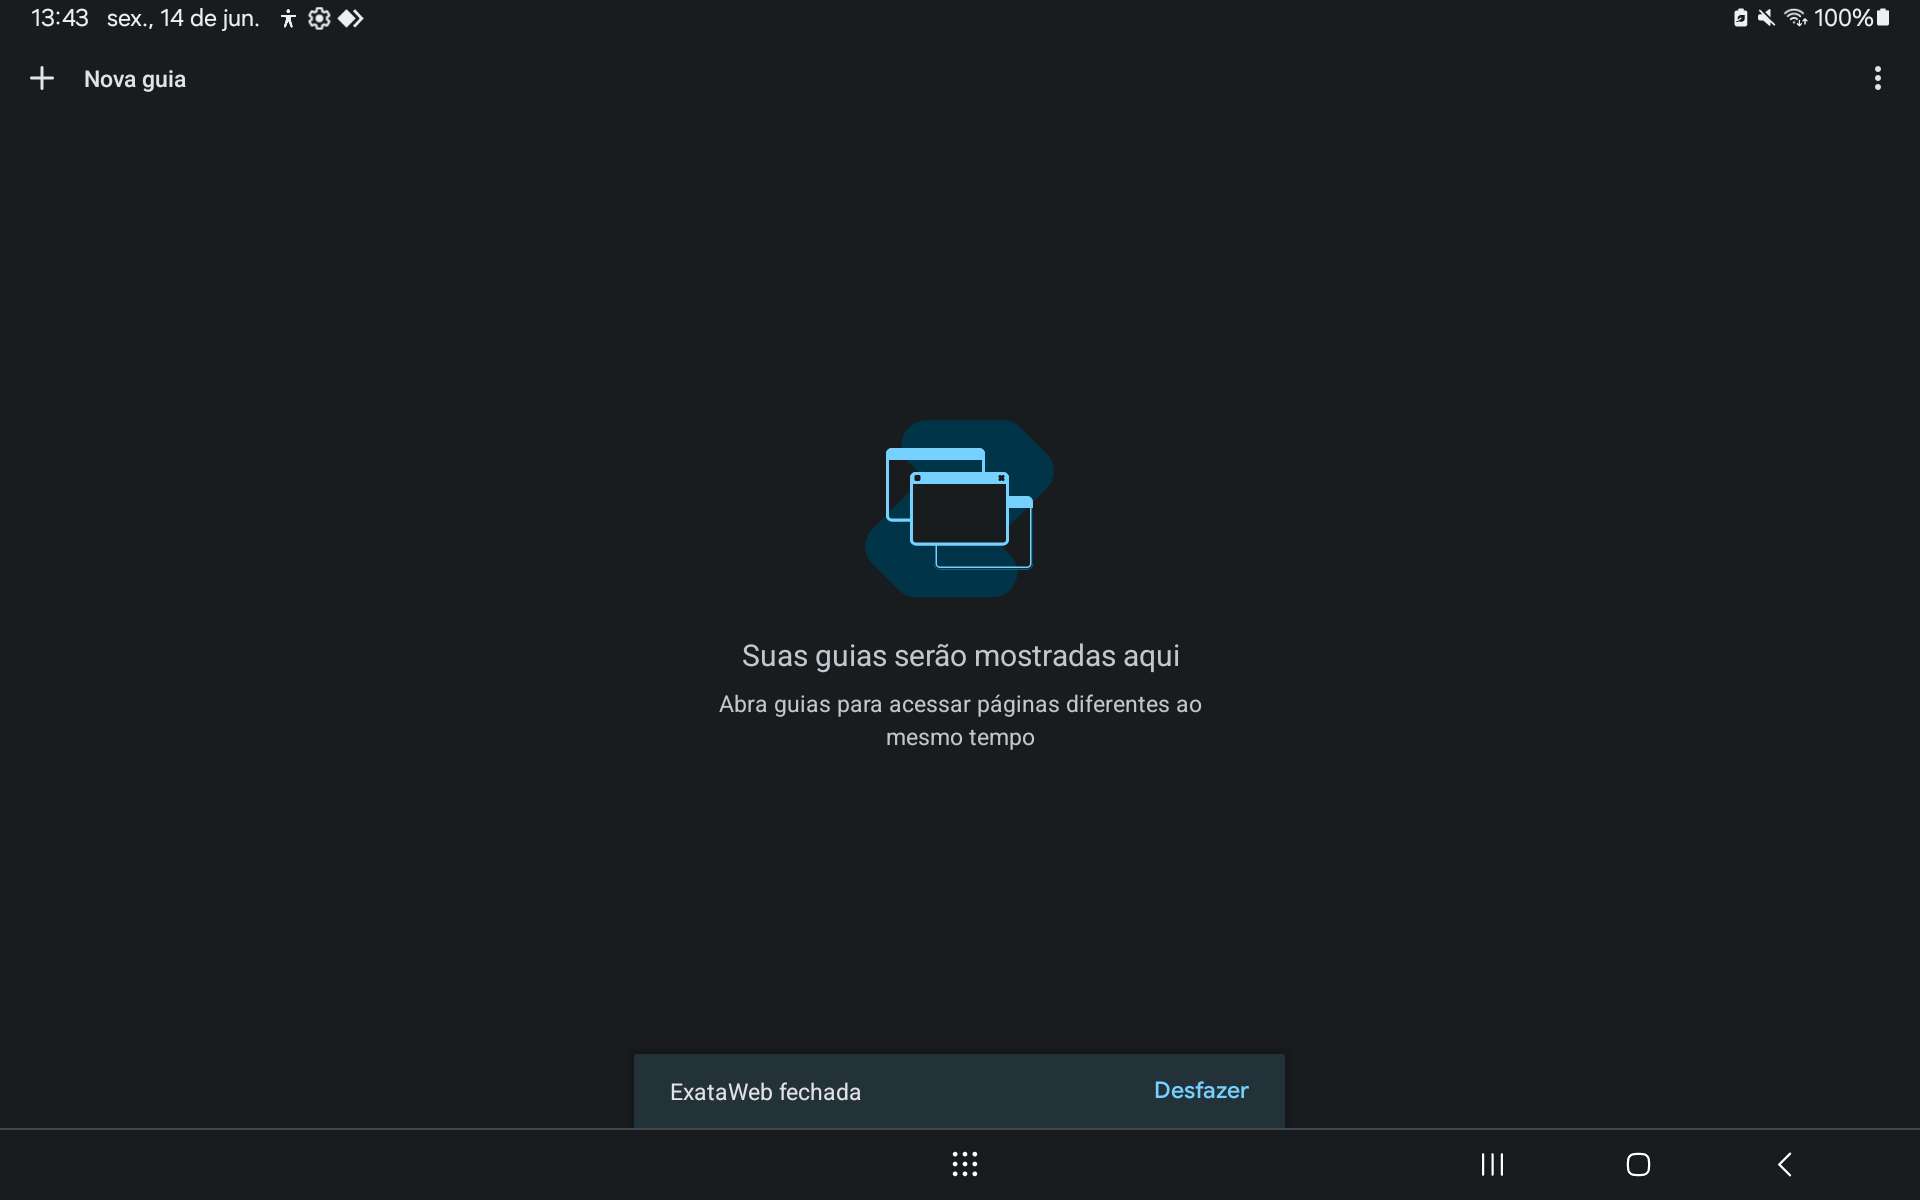 13:43 sex., 14 de jun. 100%
Nova guia
Suas guias serão mostradas aqui
Abra guias para acessar páginas diferentes ao
mesmo tempo
ExataWeb fechada Desfazer